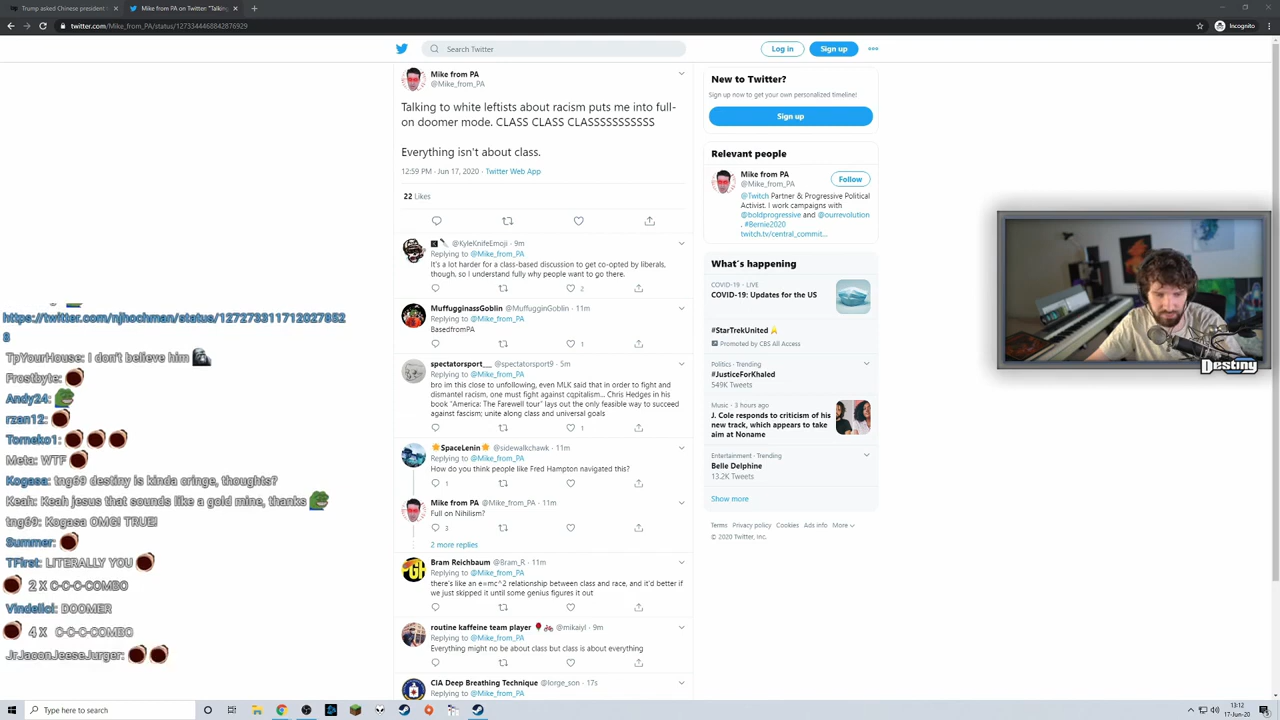 Trump asked Chinese president
Mike from PA on Twitter: "Talking
twitter.com/Mike_from_PA/status/1273344468842876929
Incognito
Search Twitter
Log in
Sign up
Mike from PA
@Mike_from_PA
Talking to white leftists about racism puts me into full-
on doomer mode. CLASS CLASS CLASSSSSSSSSS
Everything isn't about class.
12:59 PM · Jun 17, 2020 · Twitter Web App
22 Likes
@KyleKnifeEmoji · 9m
Replying to @Mike_from_PA
It's a lot harder for a class-based discussion to get co-opted by liberals,
though, so I understand fully why people want to go there.
2
MuffugginassGoblin @MuffugginGoblin · 11m
Replying to @Mike_from_PA
BasedfromPA
1
spectatorsport__ @spectatorsport9 · 5m
Replying to @Mike_from_PA
bro im this close to unfollowing, even MLK said that in order to fight and
dismantel racism, one must fight against cqpitalism... Chris Hedges in his
book "America: The Farewell tour" lays out the only feasible way to succeed
against fascism; unite along class and universal goals
1
SpaceLenin @sidewalkchawk · 11m
Replying to @Mike_from_PA
How do you think people like Fred Hampton navigated this?
1
Mike from PA @Mike_from_PA · 11m
Full on Nihilism?
3
2 more replies
Bram Reichbaum @Bram_R · 11m
Replying to @Mike_from_PA
there's like an e=mc^2 relationship between class and race, and it'd better if
we just skipped it until some genius figures it out
routine kaffeine team player @mikaiyl · 9m
Replying to @Mike_from_PA
Everything might no be about class but class is about everything
CIA Deep Breathing Technique @lorge_son · 17s
Replying to @Mike_from_PA
New to Twitter?
Sign up now to get your own personalized timeline!
Sign up
Relevant people
Mike from PA
@Mike_from_PA
Follow
@Twitch Partner & Progressive Political
Activist. I work campaigns with
@boldprogressive and @ourrevolution
, #Bernie2020
twitch.tv/central_commit...
What's happening
COVID-19 · LIVE
COVID-19: Updates for the US
#StarTrekUnited
Promoted by CBS All Access
Politics · Trending
#JusticeForKhaled
549K Tweets
Music · 3 hours ago
J. Cole responds to criticism of his
new track, which appears to take
aim at Noname
Entertainment · Trending
Belle Delphine
13.2K Tweets
Show more
Terms Privacy policy Cookies Ads info More
© 2020 Twitter, Inc.
https://twitter.com/njhochman/status/127273311712027852
8
TpYourHouse: I don't believe him
Frostbyte:
Andy24:
rzan12:
Torneko1:
Meta: WTF
Kogasa: tng69 destiny is kinda cringe, thoughts?
Keah: Keah jesus that sounds like a gold mine, thanks
tng69: Kogasa OMG! TRUE!
Summer:
TFirst: LITERALLY YOU
2 X C-C-C-COMBO
Vindelici: DOOMER
4 X C-C-C-COMBO
JrJaconJeeseJurger:
Destiny
Type here to search
13:12
17-Jun-20